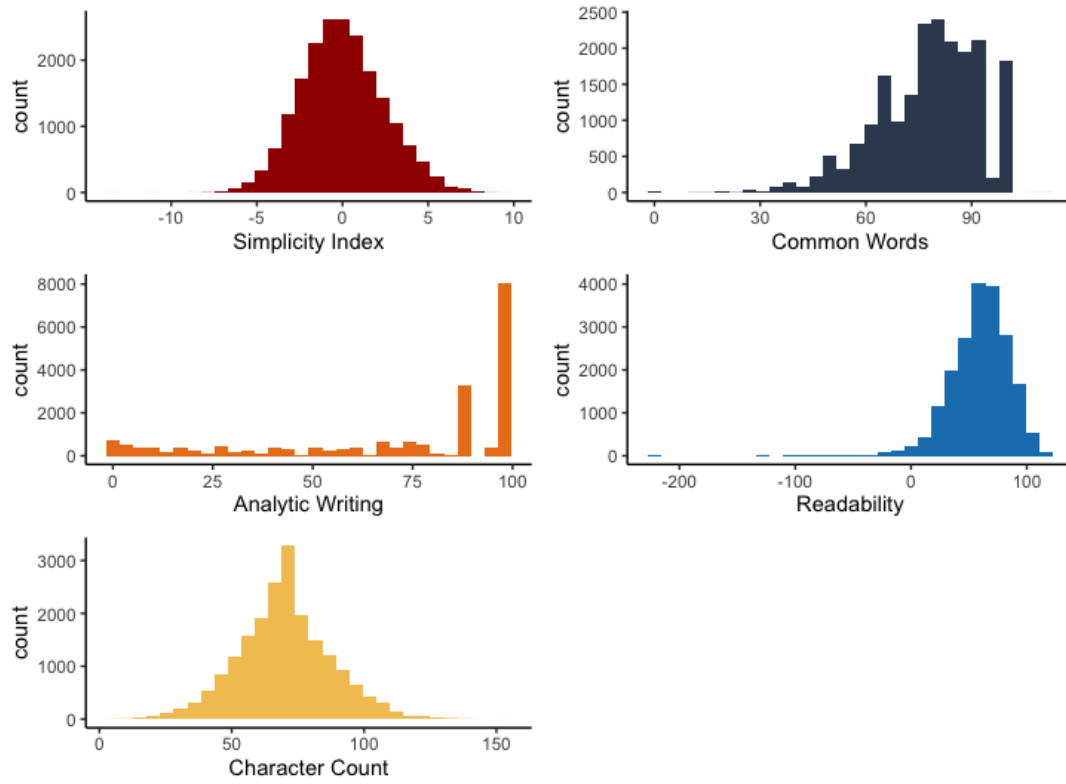 count
2000
1000
0
-10 -5 0 5 10
Simplicity Index
count
2500
2000
1500
1000
500
0
0 30 60 90
Common Words
count
8000
6000
4000
2000
0
0 25 50 75 100
Analytic Writing
count
4000
3000
2000
1000
0
-200 -100 0 100
Readability
count
3000
2000
1000
0
0 50 100 150
Character Count